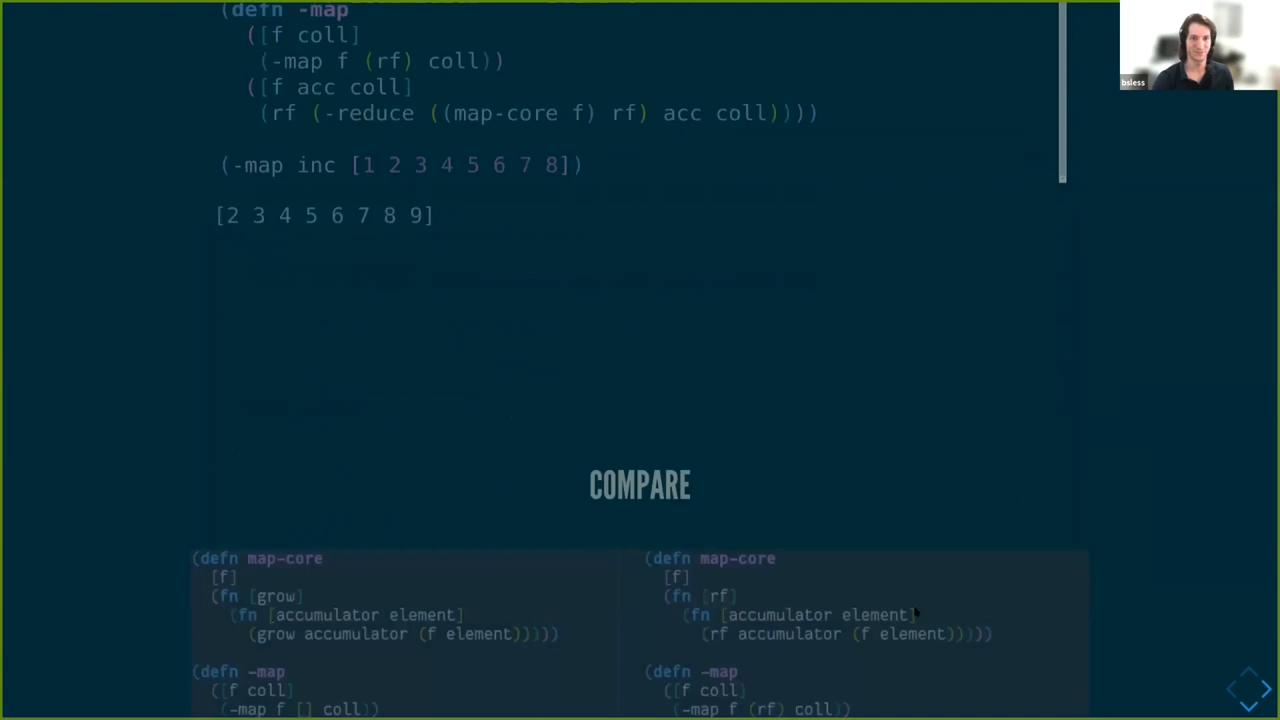 (defn -map
([f coll]
(-map f (rf) coll))
([f acc coll]
(rf (-reduce ((map-core f) rf) acc coll))))
(-map inc [1 2 3 4 5 6 7 8])
[2 3 4 5 6 7 8 9]
bsless
COMPARE
(defn map-core
[f]
(fn [grow]
(fn [accumulator element]
(grow accumulator (f element)))))
(defn -map
([f coll]
(-map f [] coll))
(defn map-core
[f]
(fn [rf]
(fn [accumulator element]
(rf accumulator (f element)))))
(defn -map
([f coll]
(-map f (rf) coll))